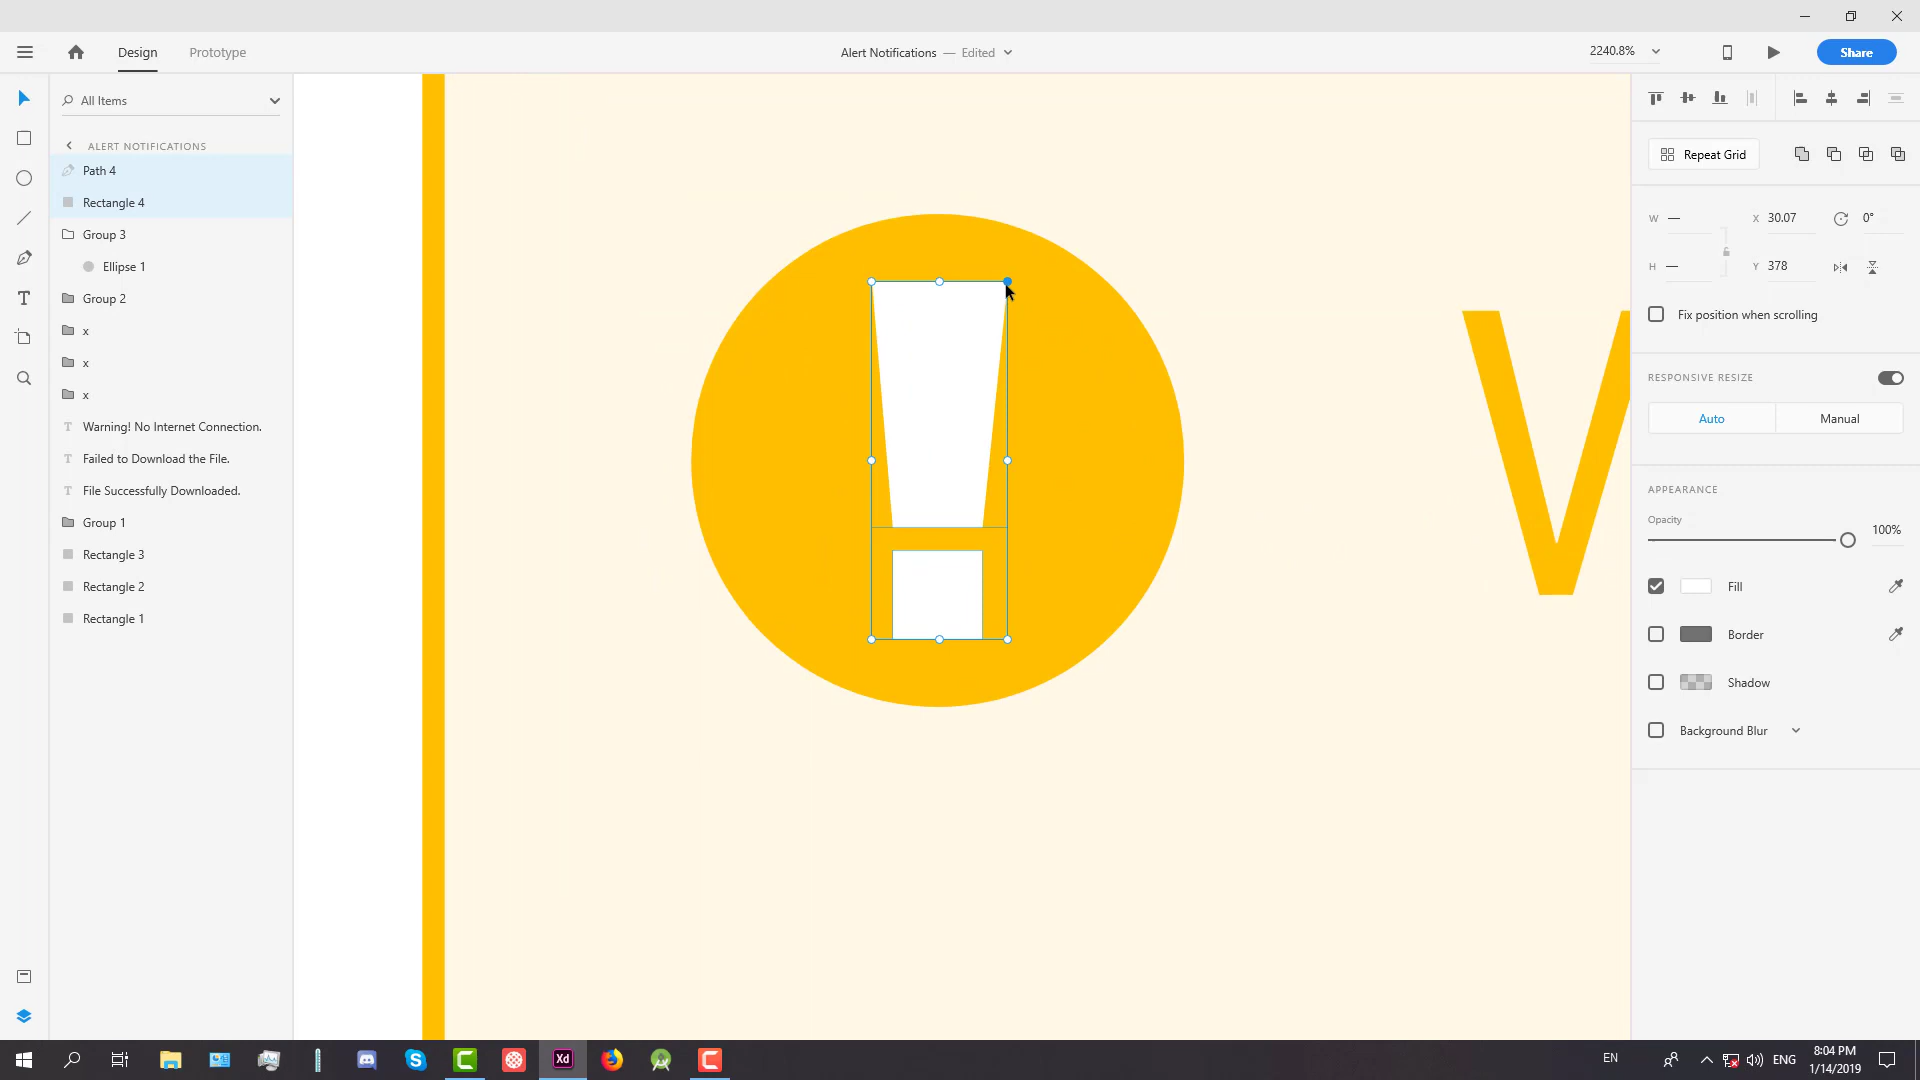 Design
Prototype
Alert Notifications — Edited
2240.8%
Share
All Items
ALERT NOTIFICATIONS
Path 4
Rectangle 4
Group 3
Ellipse 1
Group 2
x
x
x
T Warning! No Internet Connection.
T Failed to Download the File.
T File Successfully Downloaded.
Group 1
Rectangle 3
Rectangle 2
Rectangle 1
T
!
W
Repeat Grid
W — X 30.07 0°
H — Y 378
Fix position when scrolling
RESPONSIVE RESIZE
Auto Manual
APPEARANCE
Opacity
100%
Fill
Border
Shadow
Background Blur
Xd
EN
ENG
8:04 PM
1/14/2019